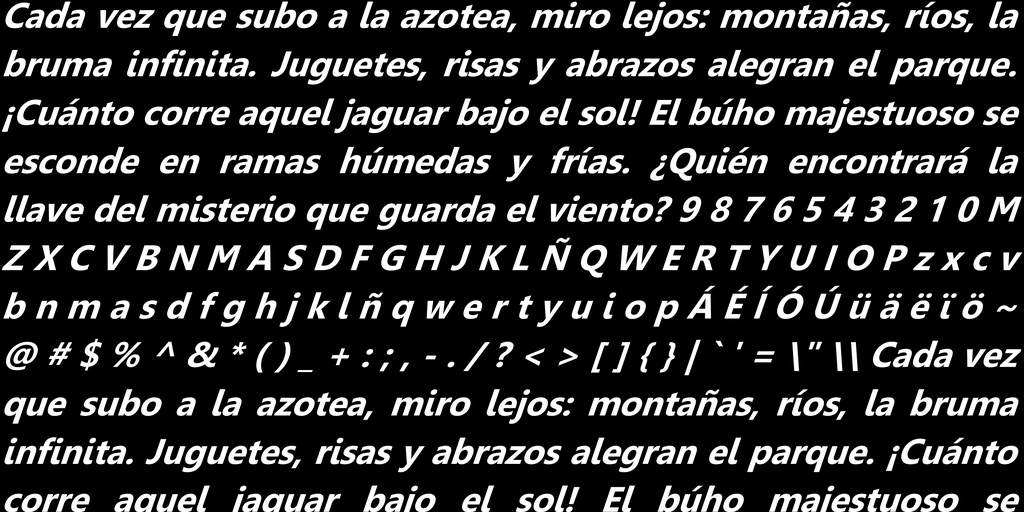 Cada vez que subo a la azotea, miro lejos: montañas, ríos, la
bruma infinita. Juguetes, risas y abrazos alegran el parque.
¡Cuánto corre aquel jaguar bajo el sol! El búho majestuoso se
esconde en ramas húmedas y frías. ¿Quién encontrará la
llave del misterio que guarda el viento? 9 8 7 6 5 4 3 2 1 0 M
Z X C V B N M A S D F G H J K L Ñ Q W E R T Y U I O P z x c v
b n m a s d f g h j k l ñ q w e r t y u i o p Á É Í Ó Ú ü ä ë ï ö ~
@ # $ % ^ & * ( ) _ + : ; , - . / ? < > [ ] { } | ` ' = \" \\ Cada vez
que subo a la azotea, miro lejos: montañas, ríos, la bruma
infinita. Juguetes, risas y abrazos alegran el parque. ¡Cuánto
corre aquel jaguar bajo el sol! El búho majestuoso se